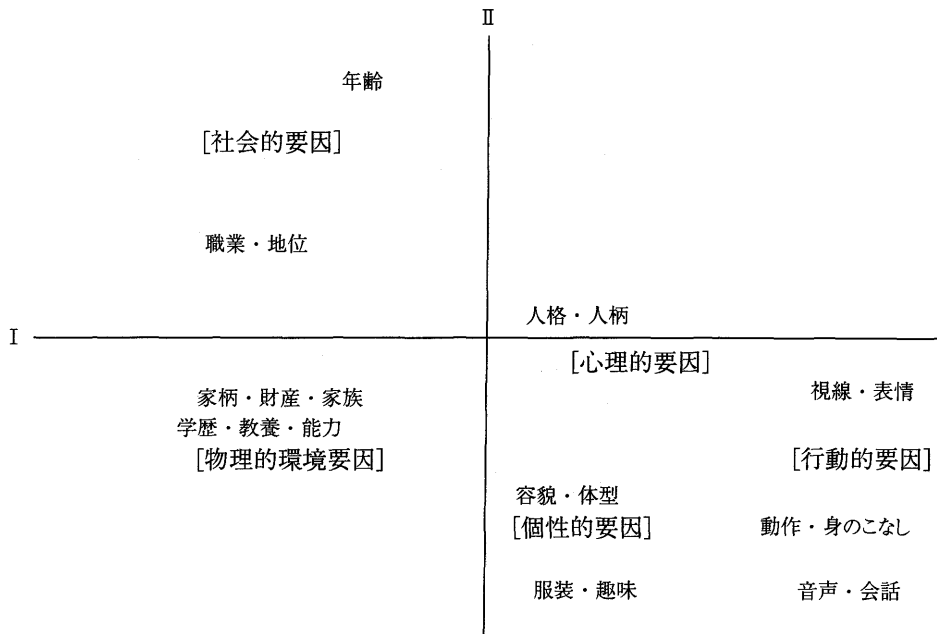 Ⅱ
年齢
[社会的要因]
職業・地位
人格・人柄
Ⅰ
[心理的要因]
視線・表情
家柄・財産・家族
学歴・教養・能力
[物理的環境要因]
[行動的要因]
容貌・体型
[個性的要因]
動作・身のこなし
服装・趣味
音声・会話